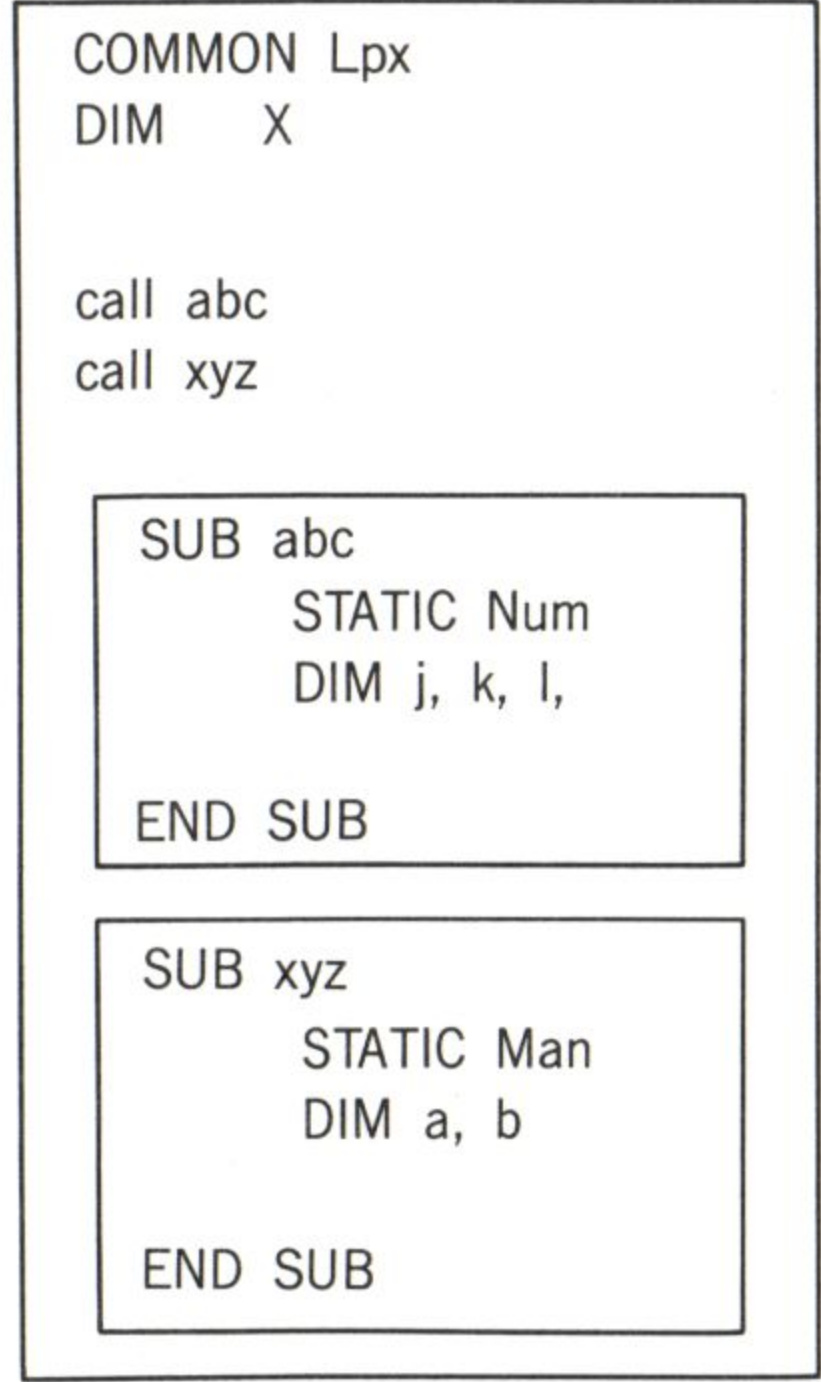 COMMON Lpx
DIM X
call abc
call xyz
SUB abc
STATIC Num
DIM j, k, l,
END SUB
SUB xyz
STATIC Man
DIM a, b
END SUB